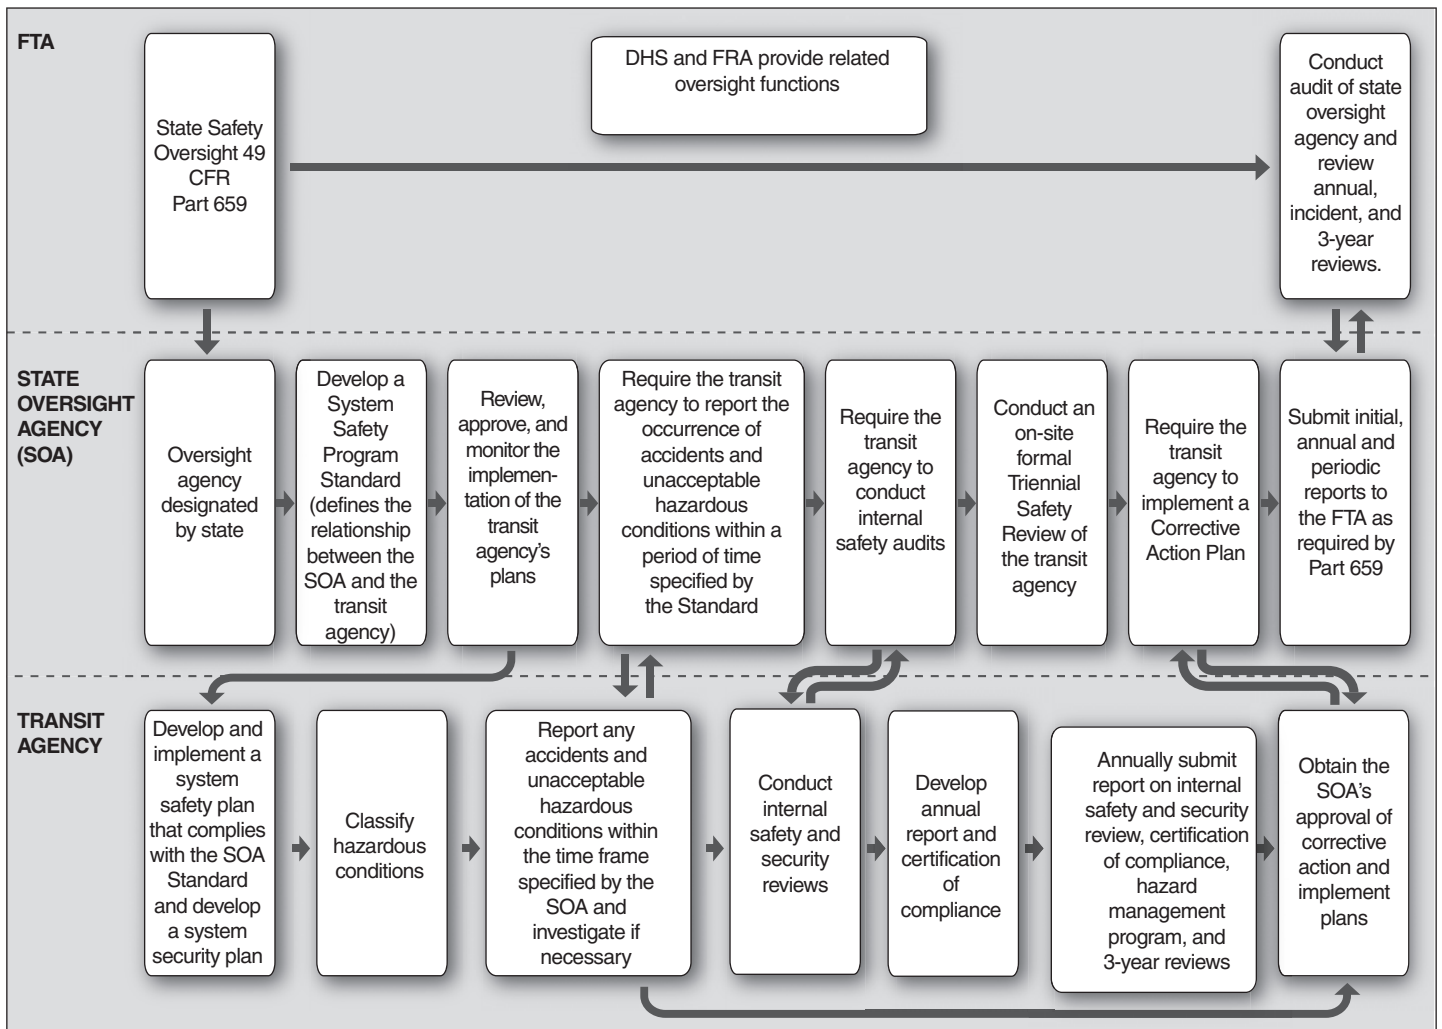 FTA
State Safety
Oversight 49
CFR
Part 659
DHS and FRA provide related
oversight functions
Conduct
audit of state
oversight
agency and
review
annual,
incident, and
3-year
reviews.
STATE
OVERSIGHT
AGENCY
(SOA)
Oversight
agency
designated
by state
Develop a
System
Safety
Program
Standard
(defines the
relationship
between the
SOA and the
transit
agency)
Review,
approve, and
monitor the
implemen-
tation of the
transit
agency's
plans
Require the transit
agency to report the
occurrence of
accidents and
unacceptable
hazardous
conditions within a
period of time
specified by
the Standard
Require the
transit
agency to
conduct
internal
safety audits
Conduct an
on-site
formal
Triennial
Safety
Review of
the transit
agency
Require the
transit
agency to
implement a
Corrective
Action Plan
Submit initial,
annual and
periodic
reports to
the FTA as
required by
Part 659
TRANSIT
AGENCY
Develop and
implement a
system
safety plan
that complies
with the SOA
Standard
and develop
a system
security plan
Classify
hazardous
conditions
Report any
accidents and
unacceptable
hazardous
conditions within
the time frame
specified by the
SOA and
investigate if
necessary
Conduct
internal
safety and
security
reviews
Develop
annual
report and
certification
of
compliance
Annually submit
report on internal
safety and security
review, certification
of compliance,
hazard
management
program, and
3-year reviews
Obtain the
SOA's
approval of
corrective
action and
implement
plans